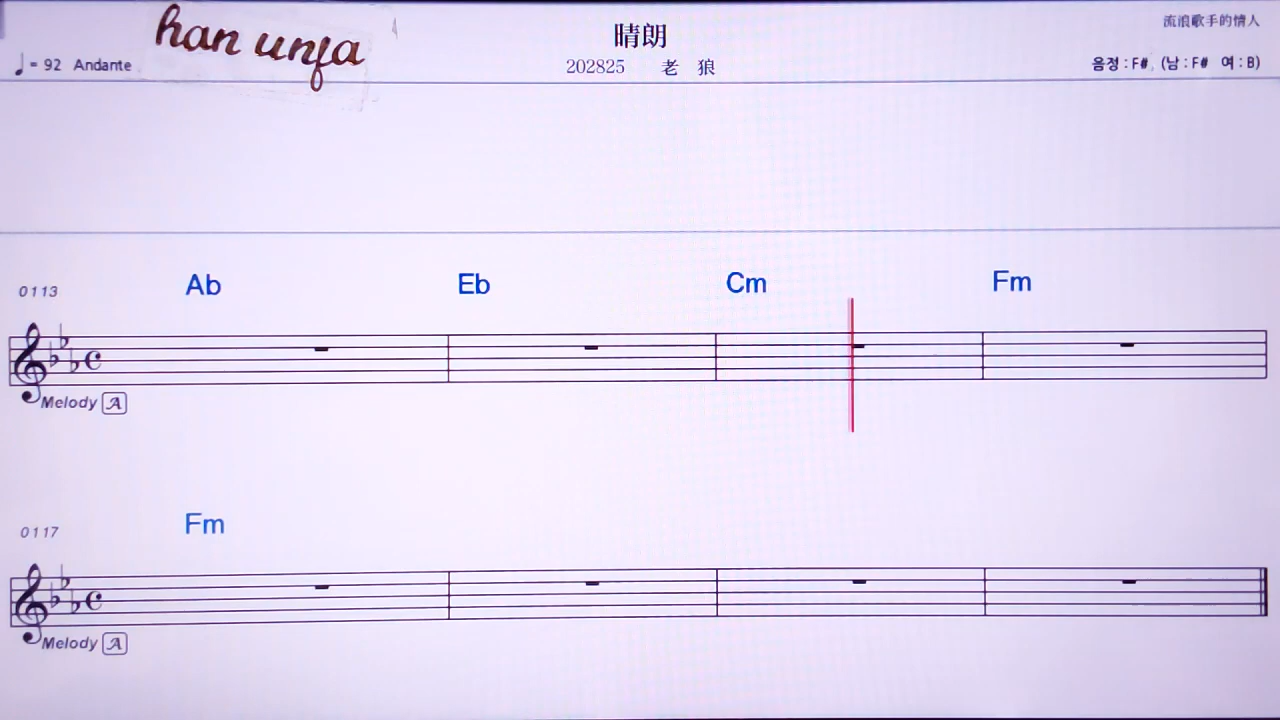 han unfa
晴朗
流浪歌手的情人
♩= 92 Andante
202825 老 狼
음정 : F#, (남 : F# 여 : B)
0113 Ab Eb Cm Fm
Melody A
0117 Fm
Melody A